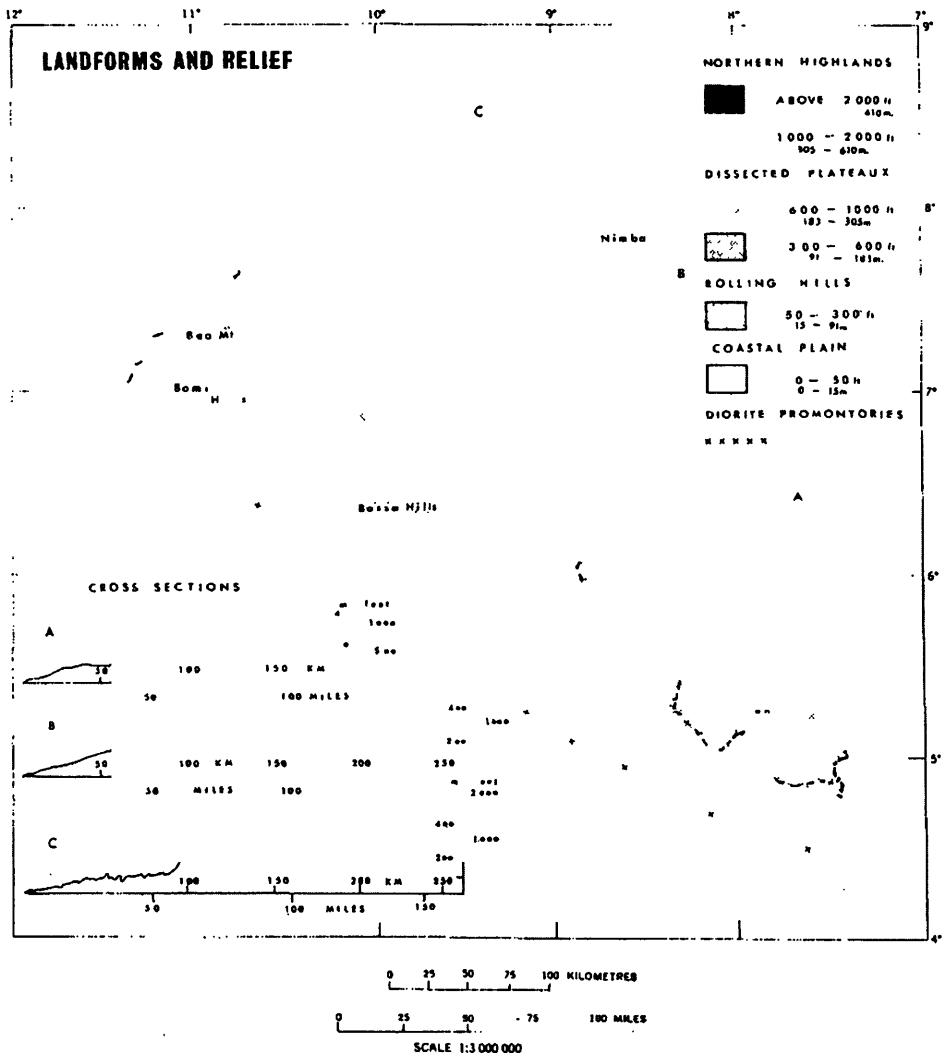 12° 11° 10° 9° 8° 7°
9°
LANDFORMS AND RELIEF
NORTHERN HIGHLANDS
ABOVE 2000 ft
610m.
1000 - 2000 ft
305 - 610m.
DISSECTED PLATEAUX
600 - 1000 ft
183 - 305m
300 - 600 ft
91 - 183m.
ROLLING HILLS
50 - 300 ft
15 - 91m
COASTAL PLAIN
0 - 50 ft
0 - 15m
DIORITE PROMONTORIES
x x x x x
C
8°
Nimba
B
Bea Mt
7°
Bomi
H
A
Bassa Hills
6°
CROSS SECTIONS
A
feet
1000
500
50 100 150 KM
50 100 MILES
B
400
1000
200
50 100 KM 150 200 250
50 MILES 100
5°
2000
C
400
1000
200
100 150 200 KM 250
50 100 MILES 150
4°
0 25 50 75 100 KILOMETRES
0 25 50 - 75 100 MILES
SCALE 1:3 000 000